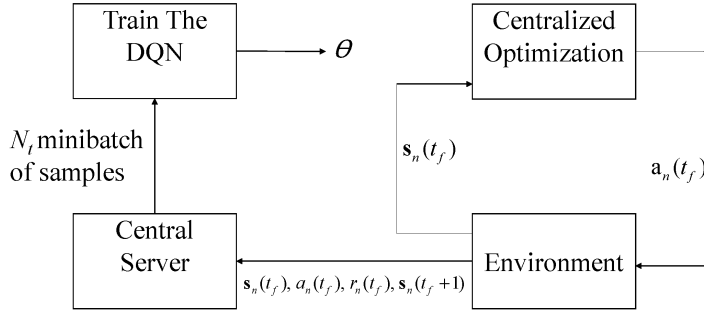 Train The
DQN
θ
Centralized
Optimization
N_t minibatch
of samples
s_n(t_f)
a_n(t_f)
Central
Server
Environment
s_n(t_f), a_n(t_f), r_n(t_f), s_n(t_f+1)